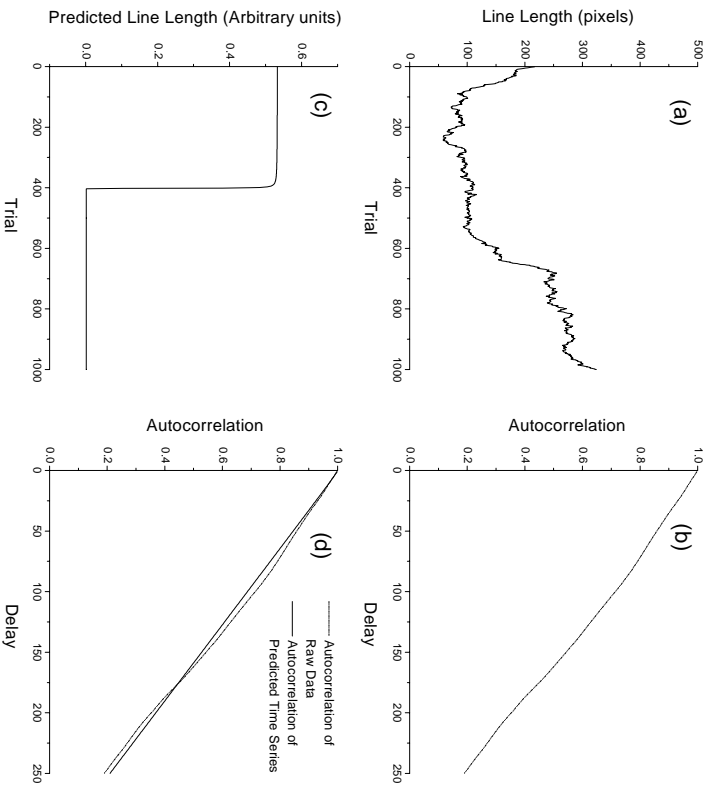 Line Length (pixels)
500
400
300
200
100
0
(a)
0
200
400
600
800
1000
Trial
Autocorrelation
1.0
0.8
0.6
0.4
0.2
0.0
(b)
0
50
100
150
200
250
Delay
Predicted Line Length (Arbitrary units)
0.6
0.4
0.2
0.0
(c)
0
200
400
600
800
1000
Trial
Autocorrelation
1.0
0.8
0.6
0.4
0.2
0.0
(d)
Autocorrelation of
Raw Data
Autocorrelation of
Predicted Time Series
0
50
100
150
200
250
Delay